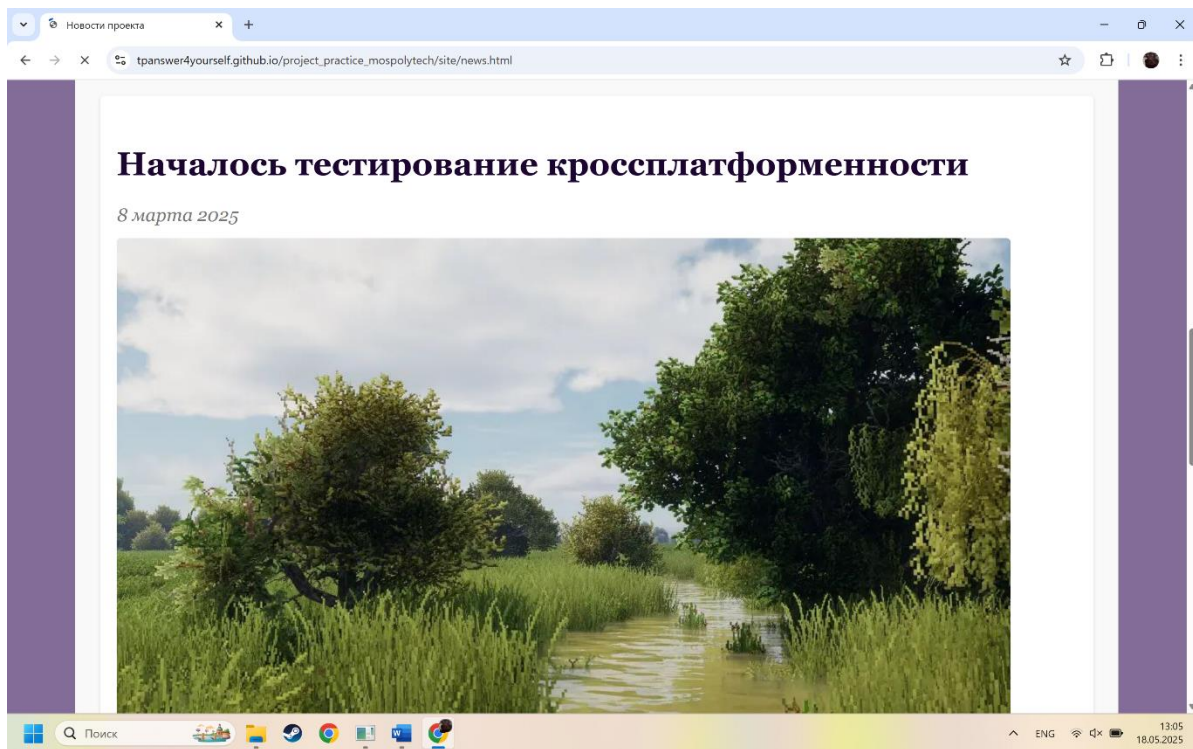 Новости проекта
tpanswer4yourself.github.io/project_practice_mospolytech/site/news.html
Началось тестирование кроссплатформенности
8 марта 2025
Поиск
ENG
13:05
18.05.2025